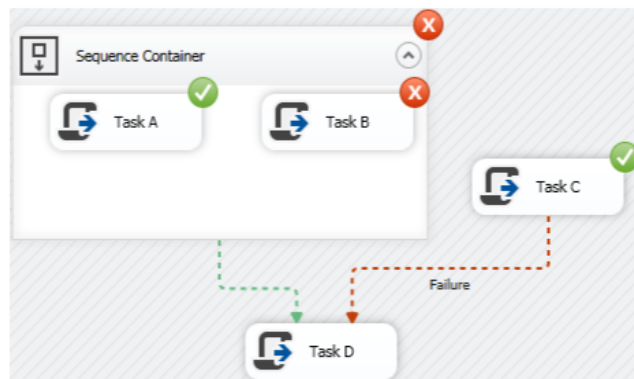 Sequence Container
Task A
Task B
Task C
Failure
Task D